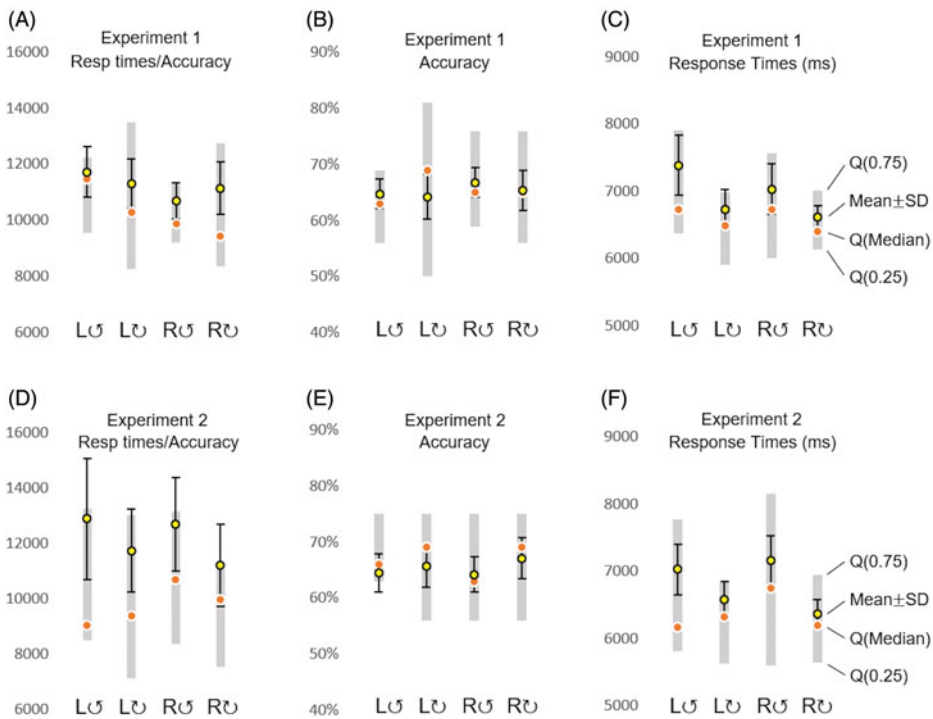 (A)
Experiment 1
Resp times/Accuracy
16000
14000
12000
10000
8000
6000
L↺ L↻ R↺ R↻
(B)
Experiment 1
Accuracy
90%
80%
70%
60%
50%
40%
L↺ L↻ R↺ R↻
(C)
Experiment 1
Response Times (ms)
9000
8000
7000
6000
5000
Q(0.75)
Mean±SD
Q(Median)
Q(0.25)
L↺ L↻ R↺ R↻
(D)
Experiment 2
Resp times/Accuracy
16000
14000
12000
10000
8000
6000
L↺ L↻ R↺ R↻
(E)
Experiment 2
Accuracy
90%
80%
70%
60%
50%
40%
L↺ L↻ R↺ R↻
(F)
Experiment 2
Response Times (ms)
9000
8000
7000
6000
5000
Q(0.75)
Mean±SD
Q(Median)
Q(0.25)
L↺ L↻ R↺ R↻